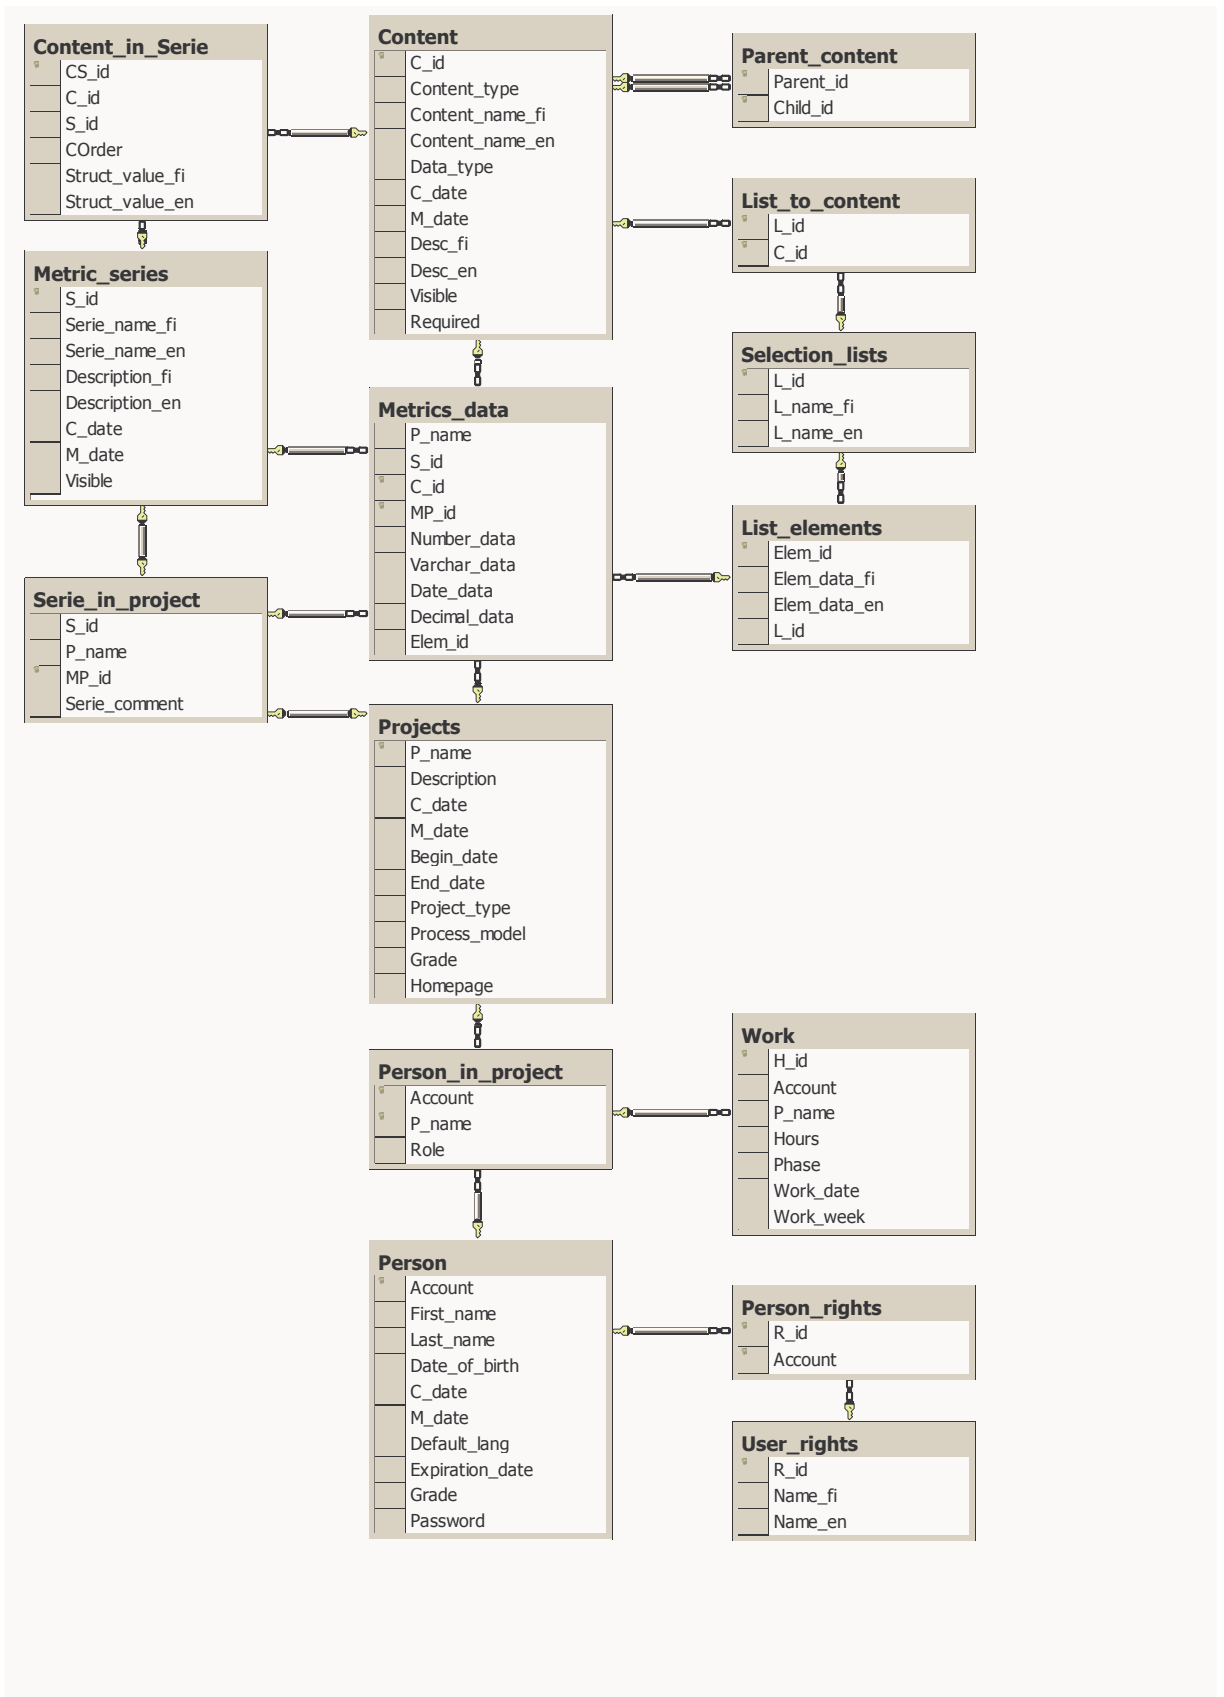 Content_in_Serie
CS_id
C_id
S_id
COrder
Struct_value_fi
Struct_value_en
Content
C_id
Content_type
Content_name_fi
Content_name_en
Data_type
C_date
M_date
Desc_fi
Desc_en
Visible
Required
Parent_content
Parent_id
Child_id
List_to_content
L_id
C_id
Metric_series
S_id
Serie_name_fi
Serie_name_en
Description_fi
Description_en
C_date
M_date
Visible
Metrics_data
P_name
S_id
C_id
MP_id
Number_data
Varchar_data
Date_data
Decimal_data
Elem_id
Selection_lists
L_id
L_name_fi
L_name_en
List_elements
Elem_id
Elem_data_fi
Elem_data_en
L_id
Serie_in_project
S_id
P_name
MP_id
Serie_comment
Projects
P_name
Description
C_date
M_date
Begin_date
End_date
Project_type
Process_model
Grade
Homepage
Person_in_project
Account
P_name
Role
Work
H_id
Account
P_name
Hours
Phase
Work_date
Work_week
Person
Account
First_name
Last_name
Date_of_birth
C_date
M_date
Default_lang
Expiration_date
Grade
Password
Person_rights
R_id
Account
User_rights
R_id
Name_fi
Name_en